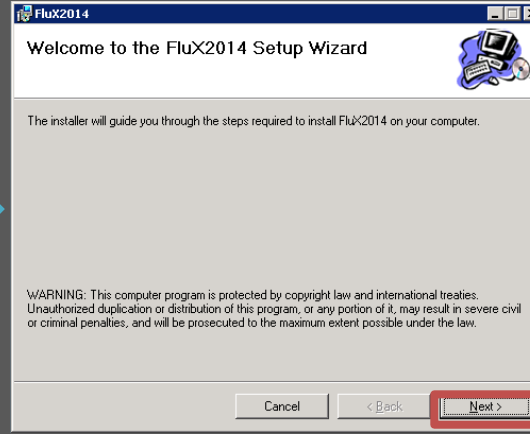 FluX2014
Welcome to the FluX2014 Setup Wizard
The installer will guide you through the steps required to install FluX2014 on your computer.
WARNING: This computer program is protected by copyright law and international treaties.
Unauthorized duplication or distribution of this program, or any portion of it, may result in severe civil
or criminal penalties, and will be prosecuted to the maximum extent possible under the law.
Cancel
< Back
Next >